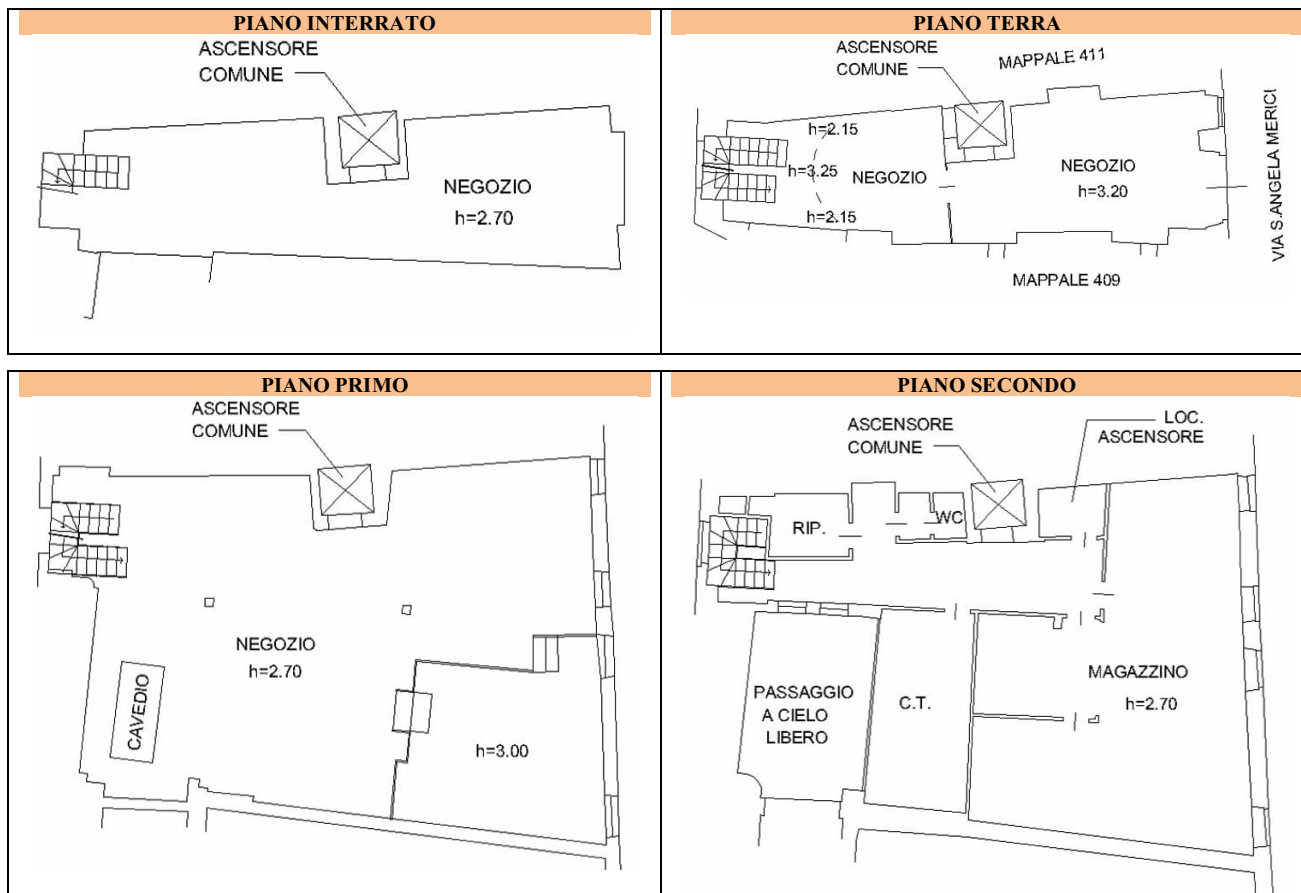 PIANO INTERRATO
ASCENSORE
COMUNE
NEGOZIO
h=2.70
PIANO TERRA
ASCENSORE
COMUNE
MAPPALE 411
h=2.15
h=3.25
NEGOZIO
h=2.15
NEGOZIO
h=3.20
VIA S.ANGELA MERICI
MAPPALE 409
PIANO PRIMO
ASCENSORE
COMUNE
NEGOZIO
h=2.70
CAVEDIO
h=3.00
PIANO SECONDO
ASCENSORE
COMUNE
LOC.
ASCENSORE
RIP.
WC
PASSAGGIO
A CIELO
LIBERO
C.T.
MAGAZZINO
h=2.70